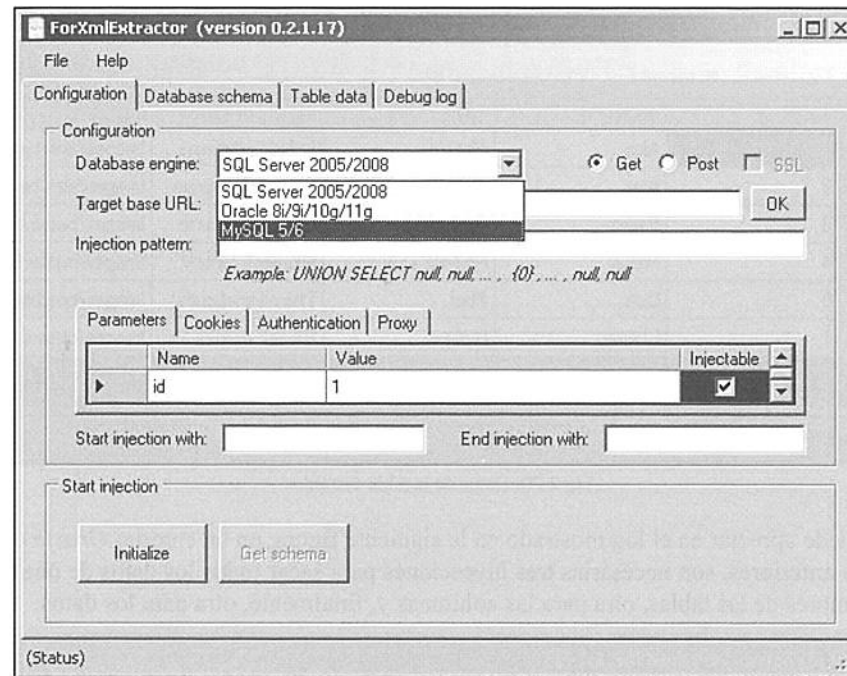 ForXmlExtractor (version 0.2.1.17)
File Help
Configuration Database schema Table data Debug log
Configuration
Database engine: SQL Server 2005/2008 Get Post SSL
SQL Server 2005/2008
Oracle 8i/9i/10g/11g
MySQL 5/6
Target base URL: OK
Injection pattern:
Example: UNION SELECT null, null, ... , {0} , ... , null, null
Parameters Cookies Authentication Proxy
Name Value Injectable
id 1
Start injection with: End injection with:
Start injection
Initialize Get schema
(Status)